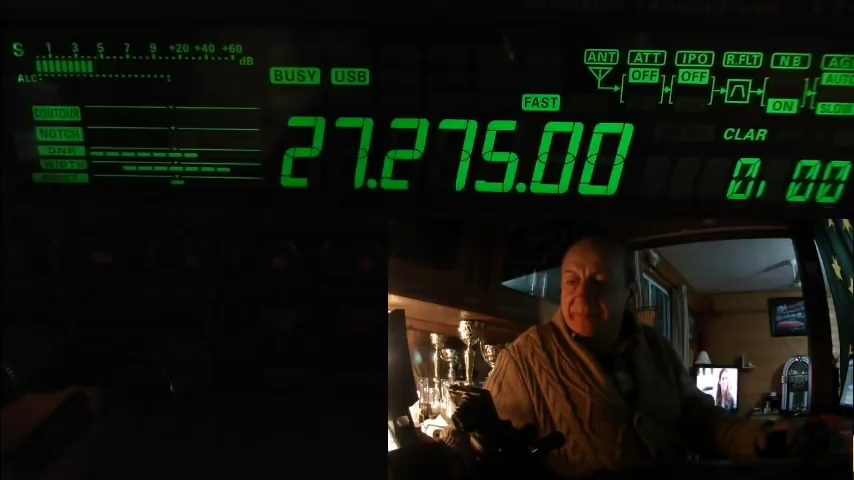 S 1 3 5 7 9 +20 +40 +60
dB
ALC
BUSY USB
ANT ATT IPO R.FLT NB
OFF OFF AUTO
FAST
ON SLOW
CONTOUR
NOTCH
DNR
WIDTH
27.275.00
CLAR
0.00